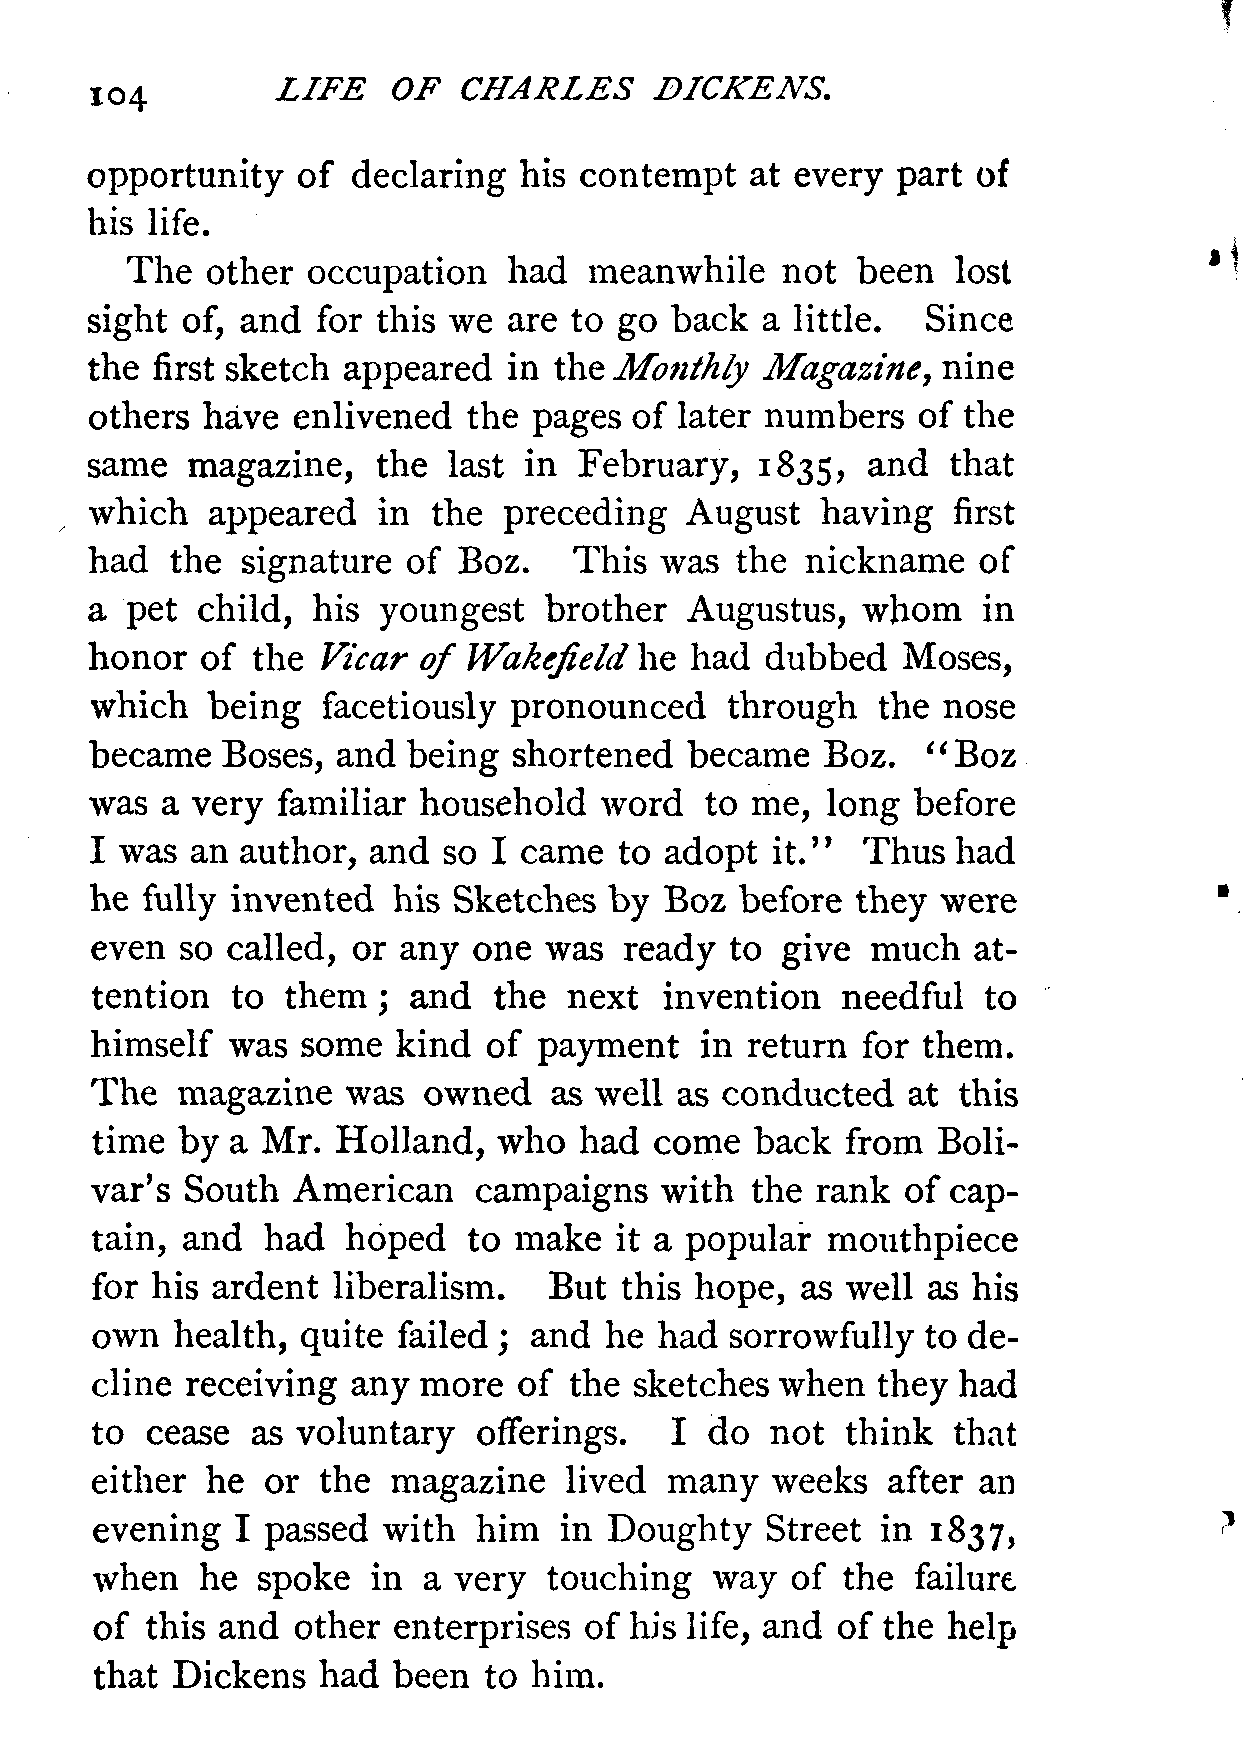 104 LIFE OF CHARLES DICKENS.
opportunity of declaring his contempt at every part of
his life.
The other occupation had meanwhile not been lost
sight of, and for this we are to go back a little. Since
the first sketch appeared in the Monthly Magazine, nine
others have enlivened the pages of later numbers of the
same magazine, the last in February, 1835, and that
which appeared in the preceding August having first
had the signature of Boz. This was the nickname of
a pet child, his youngest brother Augustus, whom in
honor of the Vicar of Wakefield he had dubbed Moses,
which being facetiously pronounced through the nose
became Boses, and being shortened became Boz. "Boz
was a very familiar household word to me, long before
I was an author, and so I came to adopt it." Thus had
he fully invented his Sketches by Boz before they were
even so called, or any one was ready to give much at-
tention to them; and the next invention needful to
himself was some kind of payment in return for them.
The magazine was owned as well as conducted at this
time by a Mr. Holland, who had come back from Boli-
var's South American campaigns with the rank of cap-
tain, and had hoped to make it a popular mouthpiece
for his ardent liberalism. But this hope, as well as his
own health, quite failed; and he had sorrowfully to de-
cline receiving any more of the sketches when they had
to cease as voluntary offerings. I do not think that
either he or the magazine lived many weeks after an
evening I passed with him in Doughty Street in 1837,
when he spoke in a very touching way of the failure
of this and other enterprises of his life, and of the help
that Dickens had been to him.